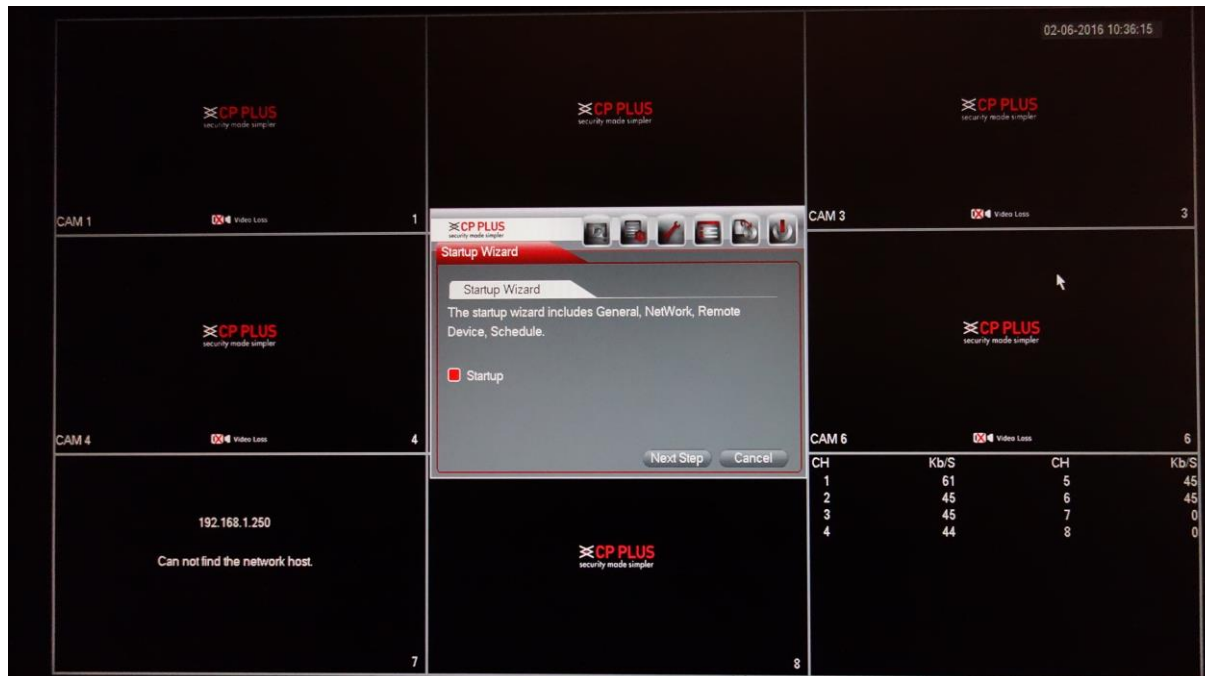 02-06-2016 10:36:15
CP PLUS
security made simpler
CP PLUS
security made simpler
CP PLUS
security made simpler
CAM 1
Video Loss
1
CAM 3
Video Loss
3
CP PLUS
security made simpler
Startup Wizard
Startup Wizard
The startup wizard includes General, NetWork, Remote
Device, Schedule.
Startup
Next Step
Cancel
CP PLUS
security made simpler
CP PLUS
security made simpler
CAM 4
Video Loss
4
CAM 6
Video Loss
6
192.168.1.250
Can not find the network host.
7
CP PLUS
security made simpler
8
CH Kb/S CH Kb/S
1 61 5 45
2 45 6 45
3 45 7 0
4 44 8 0